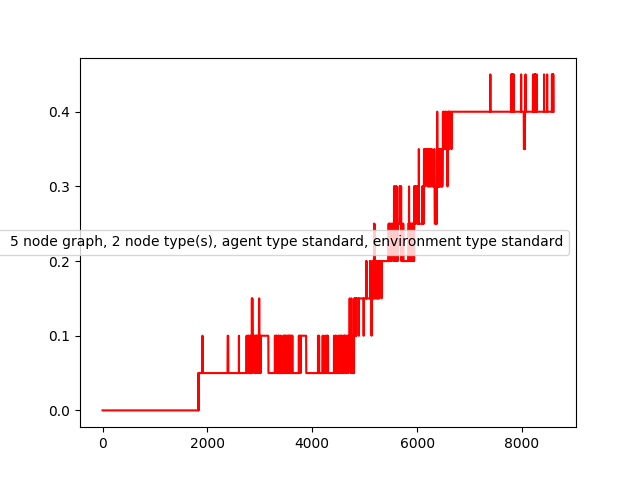 0.4
0.3
5 node graph, 2 node type(s), agent type standard, environment type standard
0.2
0.1
0.0
0 2000 4000 6000 8000